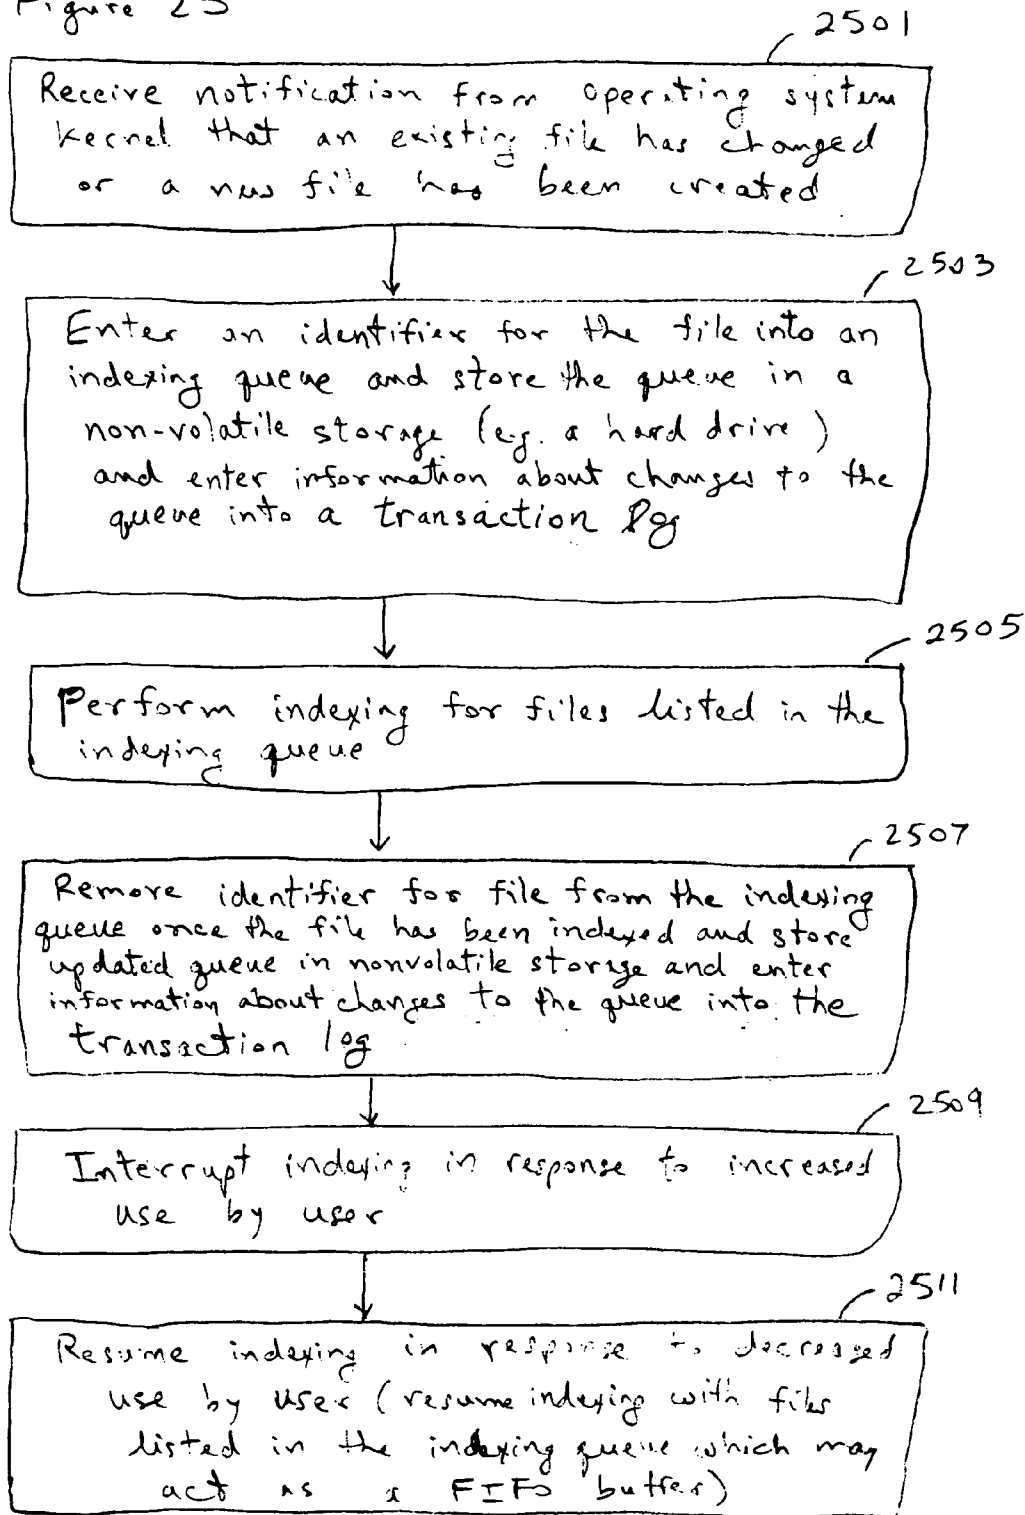 Figure 25
2501
Receive notification from operating system
kernel that an existing file has changed
or a new file has been created
2503
Enter an identifier for the file into an
indexing queue and store the queue in a
non-volatile storage (e.g. a hard drive)
and enter information about changes to the
queue into a transaction log
2505
Perform indexing for files listed in the
indexing queue
2507
Remove identifier for file from the indexing
queue once the file has been indexed and store
updated queue in nonvolatile storage and enter
information about changes to the queue into the
transaction log
2509
Interrupt indexing in response to increased
use by user
2511
Resume indexing in response to decreased
use by user (resume indexing with files
listed in the indexing queue which may
act as a FIFO buffer)